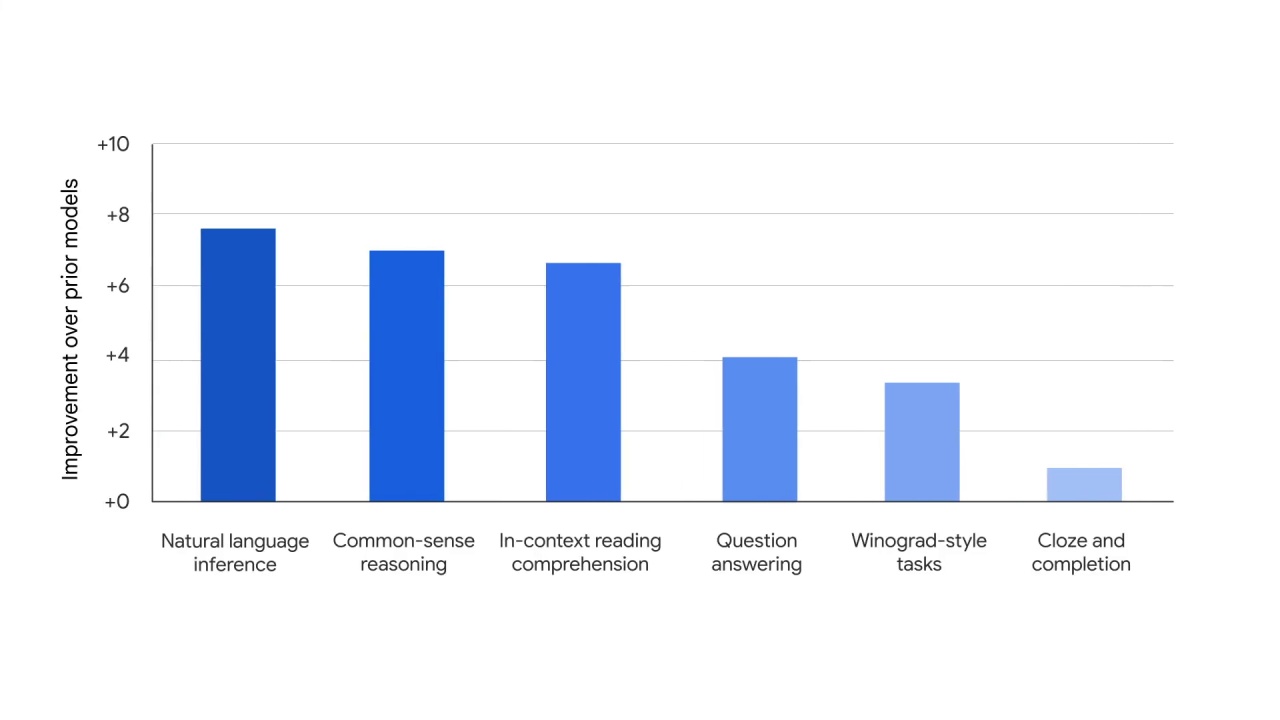 Improvement over prior models
+10
+8
+6
+4
+2
+0
Natural language
inference
Common-sense
reasoning
In-context reading
comprehension
Question
answering
Winograd-style
tasks
Cloze and
completion